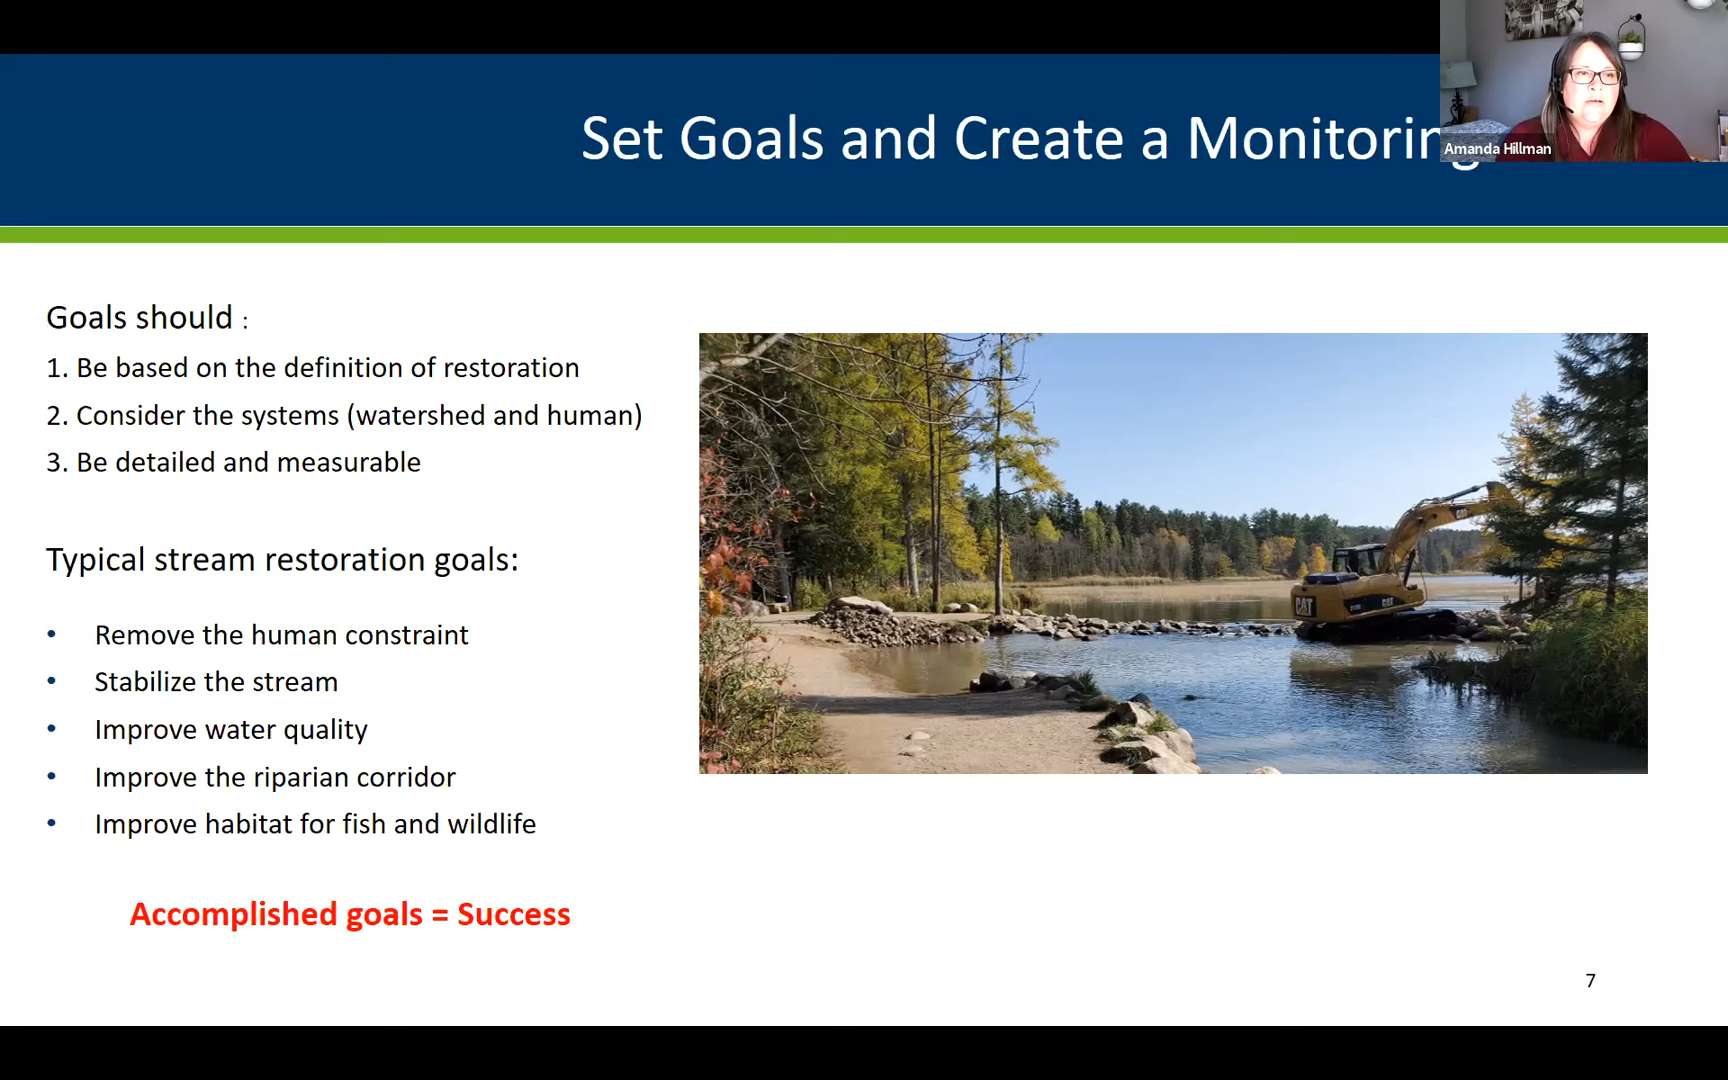 Set Goals and Create a Monitoring
Amanda Hillman
Goals should :
1. Be based on the definition of restoration
2. Consider the systems (watershed and human)
3. Be detailed and measurable
Typical stream restoration goals:
• Remove the human constraint
• Stabilize the stream
• Improve water quality
• Improve the riparian corridor
• Improve habitat for fish and wildlife
Accomplished goals = Success
CAT
CAT
CAT
7